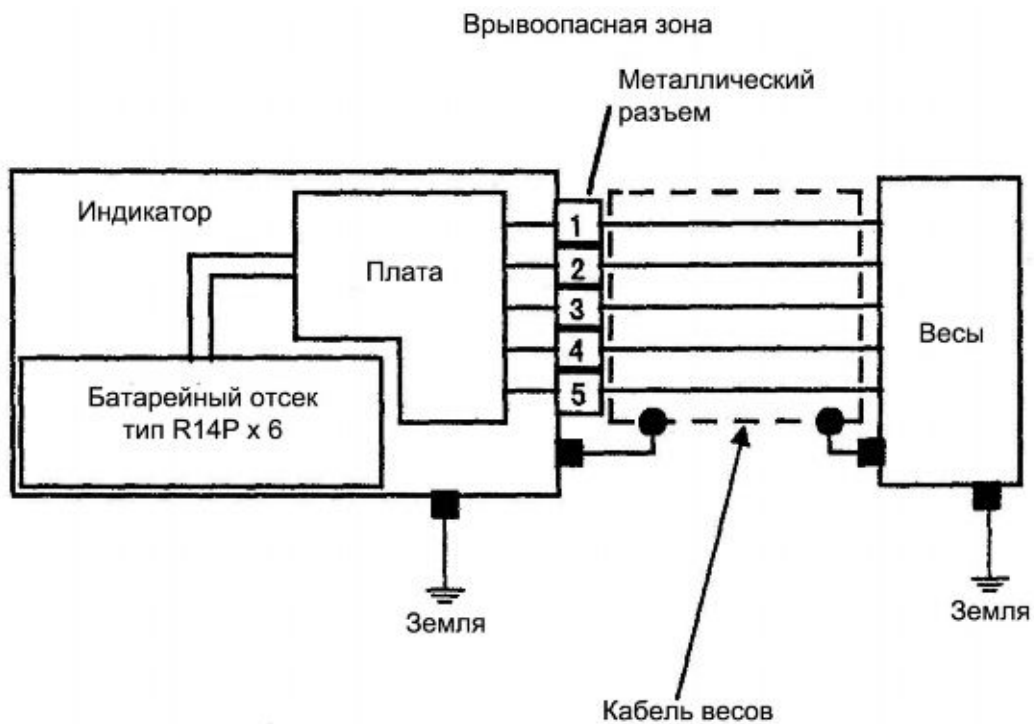 Врывоопасная зона
Металлический
разъем
Индикатор
Плата
1
2
3
4
5
Весы
Батарейный отсек
тип R14P x 6
Земля
Земля
Кабель весов